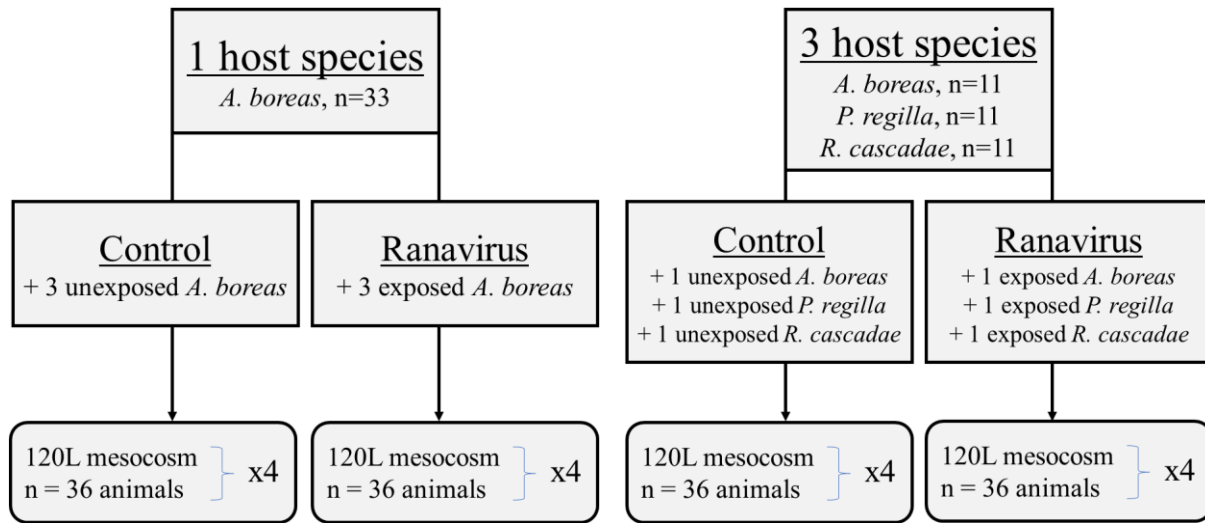 1 host species
A. boreas, n=33
Control
+ 3 unexposed A. boreas
Ranavirus
+ 3 exposed A. boreas
120L mesocosm
n = 36 animals
x4
120L mesocosm
n = 36 animals
x4
3 host species
A. boreas, n=11
P. regilla, n=11
R. cascadae, n=11
Control
+ 1 unexposed A. boreas
+ 1 unexposed P. regilla
+ 1 unexposed R. cascadae
Ranavirus
+ 1 exposed A. boreas
+ 1 exposed P. regilla
+ 1 exposed R. cascadae
120L mesocosm
n = 36 animals
x4
120L mesocosm
n = 36 animals
x4